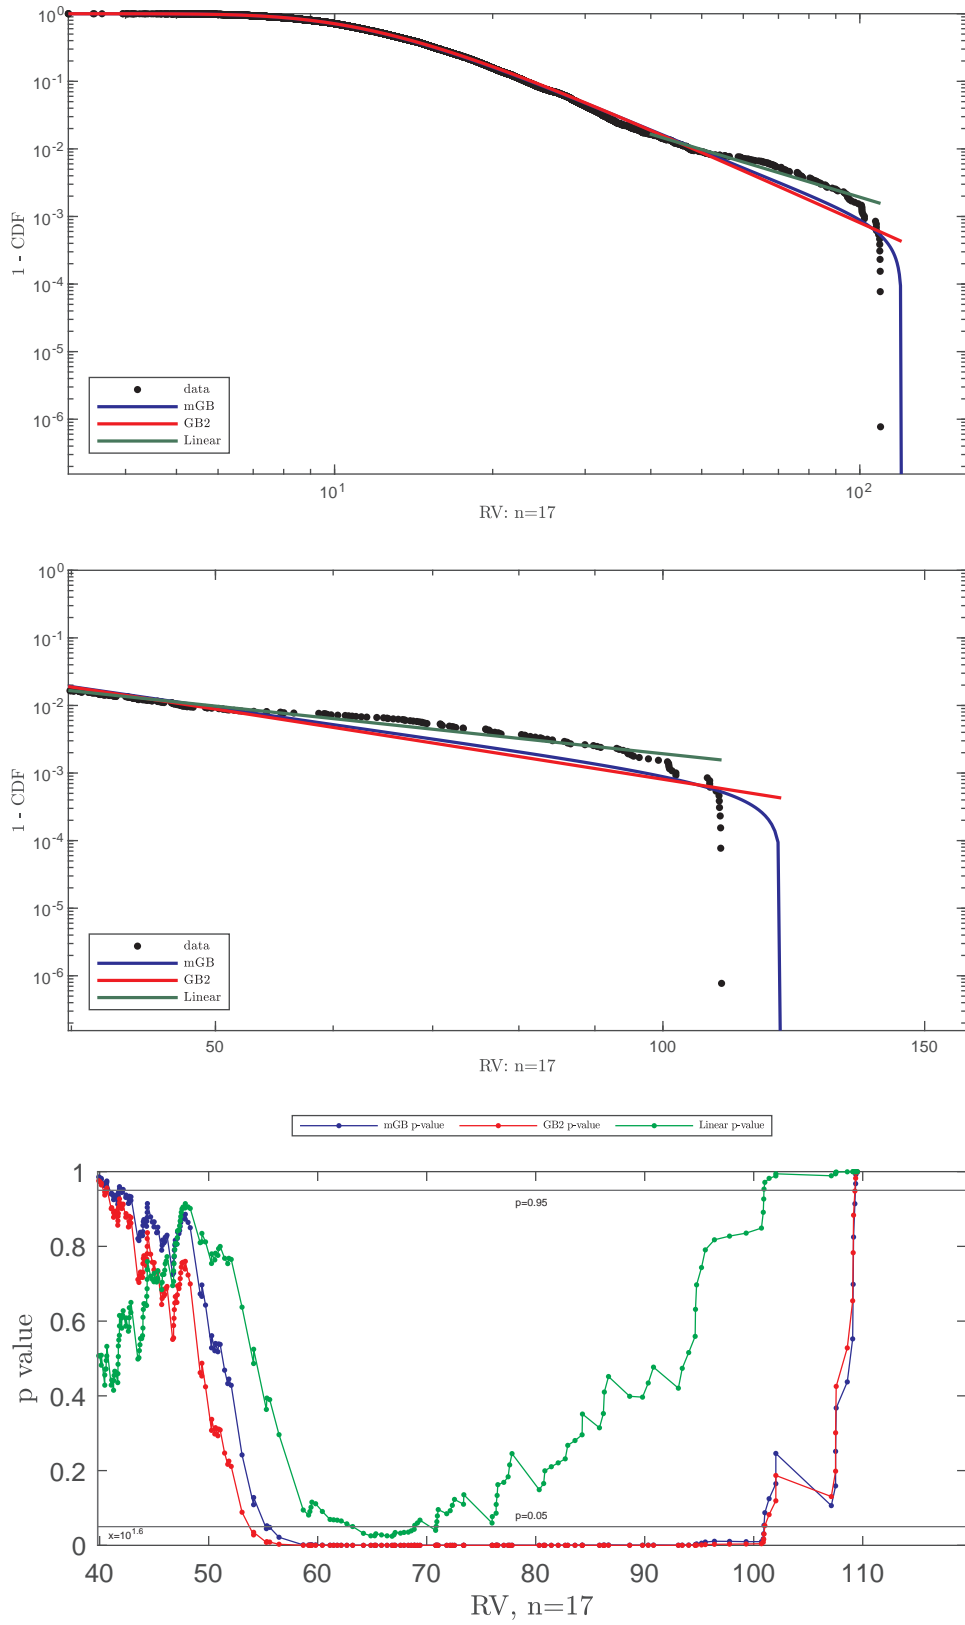 10^0
10^-1
10^-2
10^-3
10^-4
10^-5
10^-6
1 - CDF
data
mGB
GB2
Linear
10^1
10^2
RV: n=17
10^0
10^-1
10^-2
10^-3
10^-4
10^-5
10^-6
1 - CDF
data
mGB
GB2
Linear
50
100
150
RV: n=17
mGB p-value
GB2 p-value
Linear p-value
1
0.8
0.6
0.4
0.2
0
p value
p=0.95
p=0.05
x=10^1.6
40
50
60
70
80
90
100
110
RV, n=17